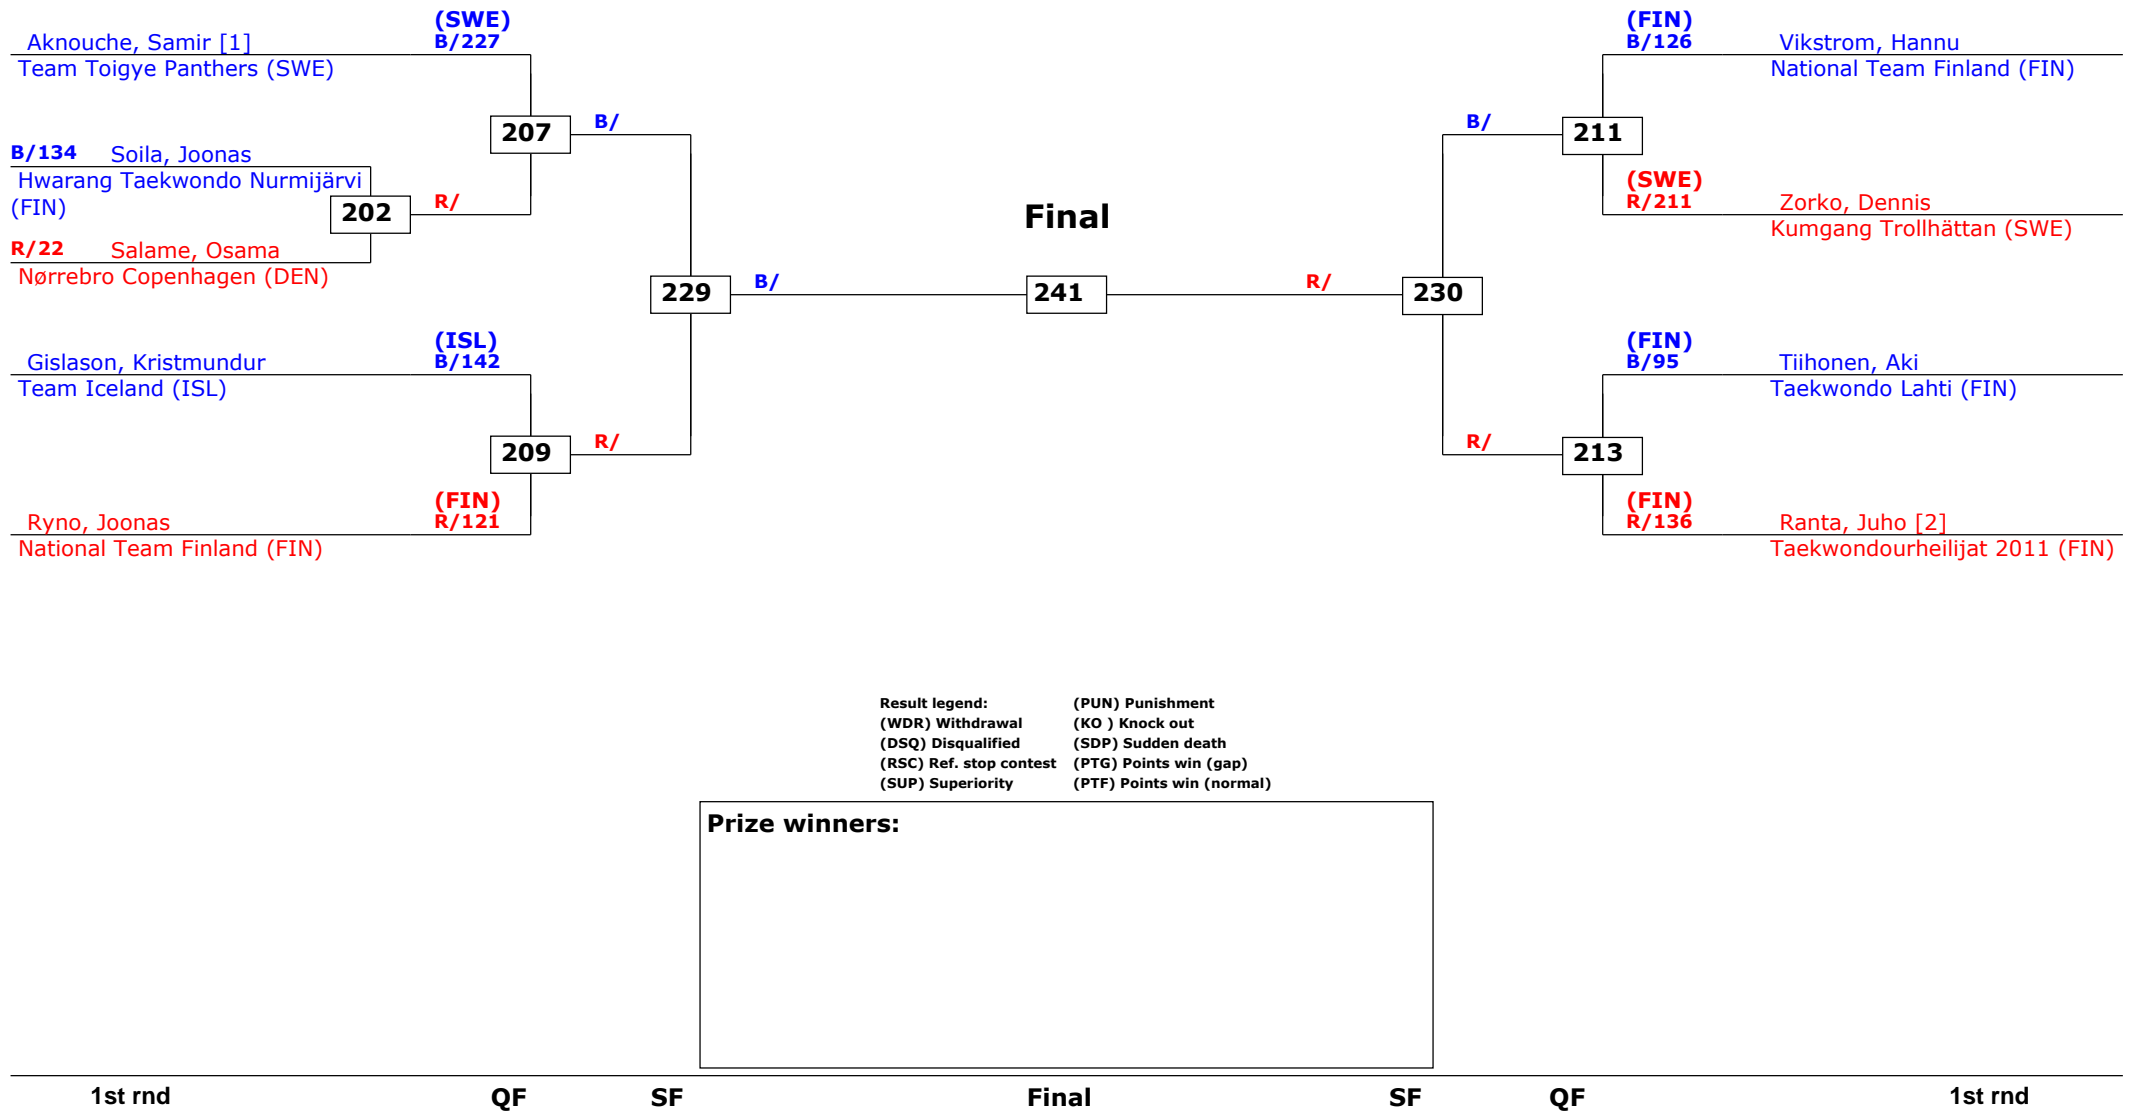 (SWE)
Aknouche, Samir [1]
B/227
Team Toigye Panthers (SWE)
207
B/
B/134 Soila, Joonas
Hwarang Taekwondo Nurmijärvi
(FIN)
202
R/
R/22 Salame, Osama
Nørrebro Copenhagen (DEN)
229
B/
(ISL)
Gislason, Kristmundur
B/142
Team Iceland (ISL)
209
R/
(FIN)
Ryno, Joonas
R/121
National Team Finland (FIN)
Final
241
(FIN)
B/126
Vikstrom, Hannu
National Team Finland (FIN)
B/
211
(SWE)
R/211
Zorko, Dennis
Kumgang Trollhättan (SWE)
R/
230
(FIN)
B/95
Tiihonen, Aki
Taekwondo Lahti (FIN)
R/
213
(FIN)
R/136
Ranta, Juho [2]
Taekwondourheilijat 2011 (FIN)
Result legend: (PUN) Punishment
(WDR) Withdrawal (KO ) Knock out
(DSQ) Disqualified (SDP) Sudden death
(RSC) Ref. stop contest (PTG) Points win (gap)
(SUP) Superiority (PTF) Points win (normal)
Prize winners:
1st rnd QF SF Final SF QF 1st rnd